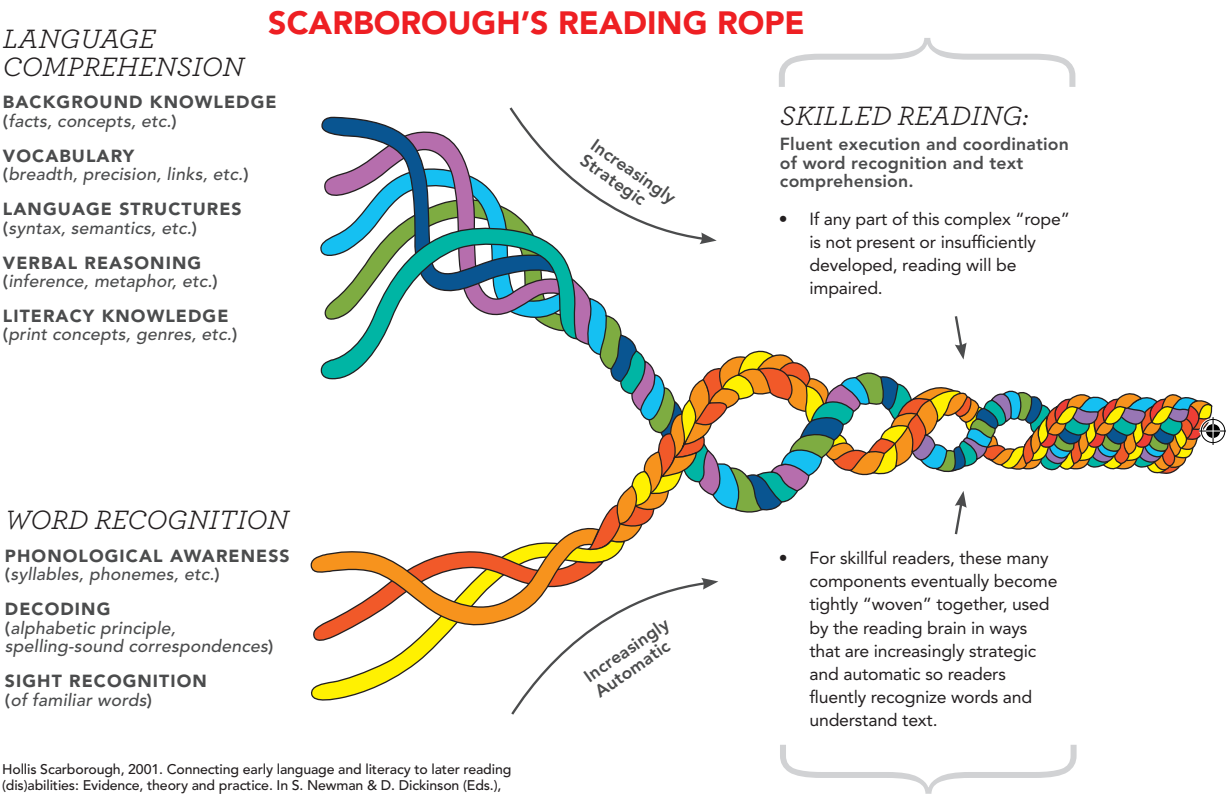 SCARBOROUGH'S READING ROPE
LANGUAGE
COMPREHENSION
BACKGROUND KNOWLEDGE
(facts, concepts, etc.)
VOCABULARY
(breadth, precision, links, etc.)
LANGUAGE STRUCTURES
(syntax, semantics, etc.)
VERBAL REASONING
(inference, metaphor, etc.)
LITERACY KNOWLEDGE
(print concepts, genres, etc.)
WORD RECOGNITION
PHONOLOGICAL AWARENESS
(syllables, phonemes, etc.)
DECODING
(alphabetic principle,
spelling-sound correspondences)
SIGHT RECOGNITION
(of familiar words)
Increasingly
Strategic
Increasingly
Automatic
SKILLED READING:
Fluent execution and coordination
of word recognition and text
comprehension.
• If any part of this complex “rope”
is not present or insufficiently
developed, reading will be
impaired.
• For skillful readers, these many
components eventually become
tightly “woven” together, used
by the reading brain in ways
that are increasingly strategic
and automatic so readers
fluently recognize words and
understand text.
Hollis Scarborough, 2001. Connecting early language and literacy to later reading
(dis)abilities: Evidence, theory and practice. In S. Newman & D. Dickinson (Eds.),